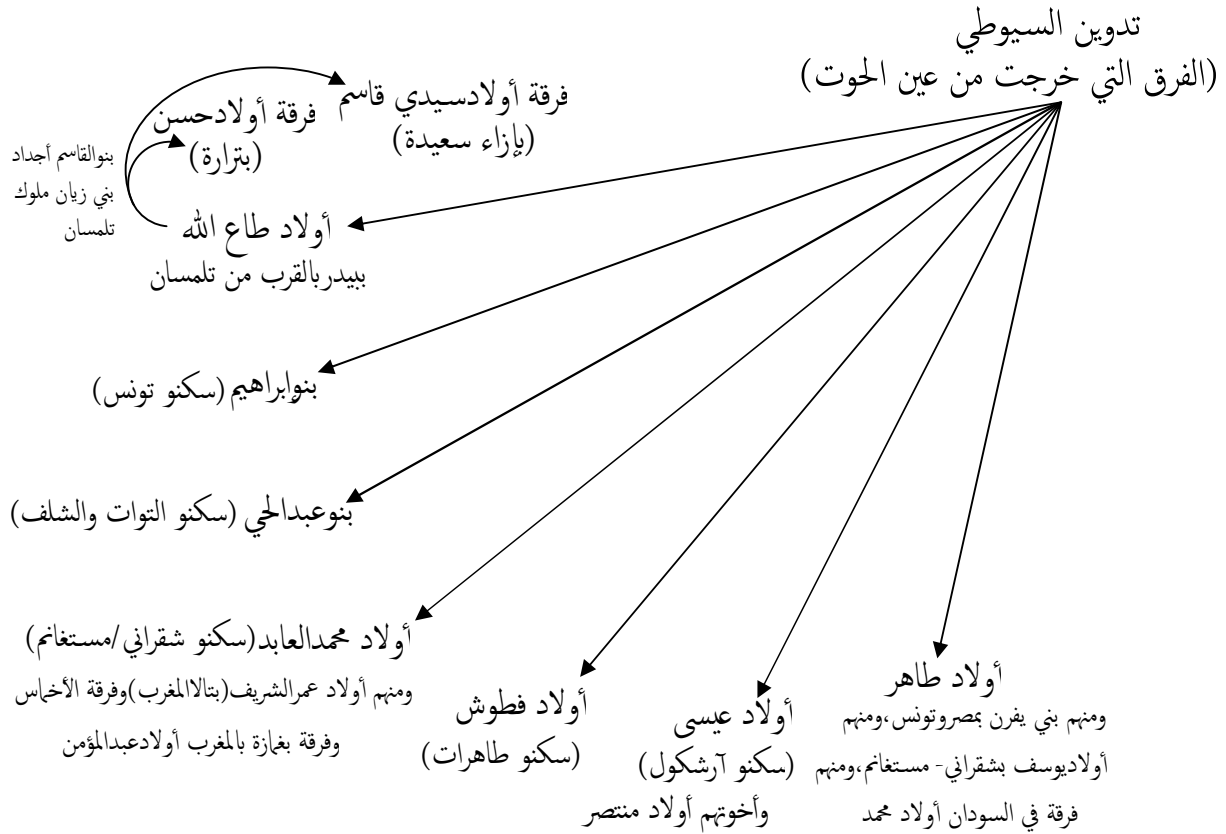 تدوين السيوطي
(الفرق التي خرجت من عين الحوت)
فرقة أولادسيدي قاسم
(بإزاء سعيدة)
فرقة أولادحسن
(بترارة)
بنوالقاسم أجداد
بني زيان ملوك
تلمسان
أولاد طاع الله
ببيدربالقرب من تلمسان
بنوإبراهيم (سكنو تونس)
بنوعبدالحي (سكنو التوات والشلف)
أولاد محمدالعابد(سكنو شقراني/مستغانم)
ومنهم أولاد عمرالشريف(بتالاالمغرب)وفرقة الأخماس
وفرقة بغمازة بالمغرب أولادعبدالمؤمن
أولاد فطوش
(سكنو طاهرات)
أولاد عيسى
(سكنو آرشكول)
وأخوتهم أولاد منتصر
أولاد طاهر
ومنهم بني يفرن بمصروتونس،ومنهم
أولاديوسف بشقراني- مستغانم،ومنهم
فرقة في السودان أولاد محمد